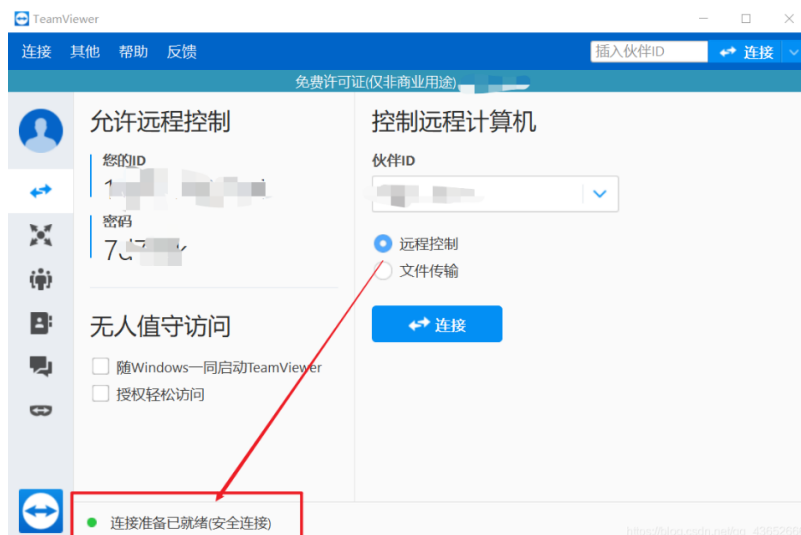 TeamViewer
连接 其他 帮助 反馈
插入伙伴ID
连接
免费许可证(仅非商业用途)
允许远程控制
您的ID
密码
无人值守访问
随Windows一同启动TeamViewer
授权轻松访问
控制远程计算机
伙伴ID
远程控制
文件传输
连接
连接准备已就绪(安全连接)